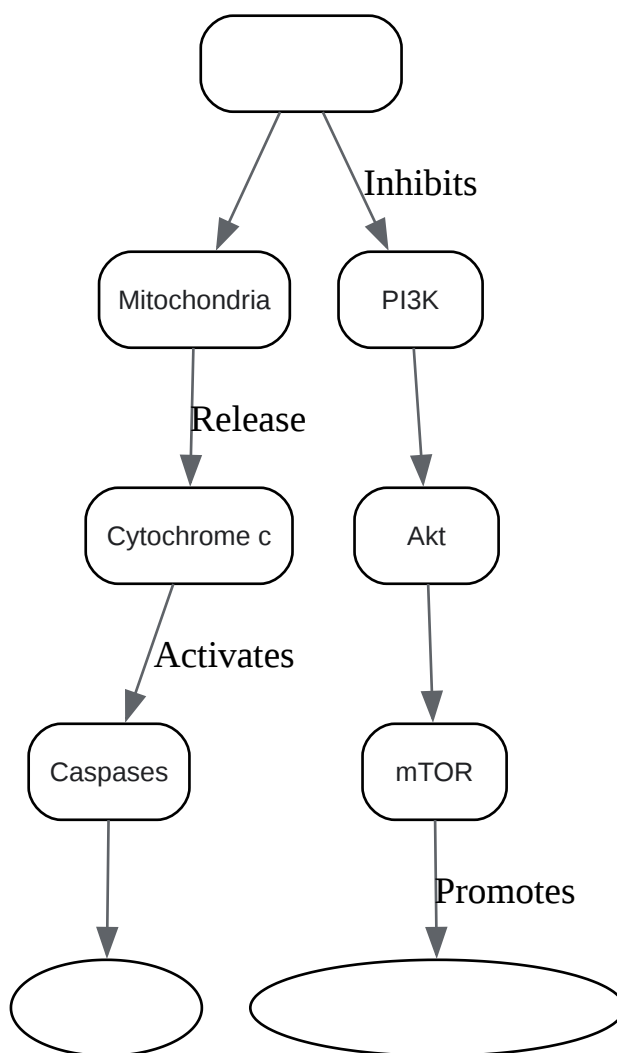 Inhibits
Mitochondria
PI3K
Release
Cytochrome c
Akt
Activates
Caspases
mTOR
Promotes